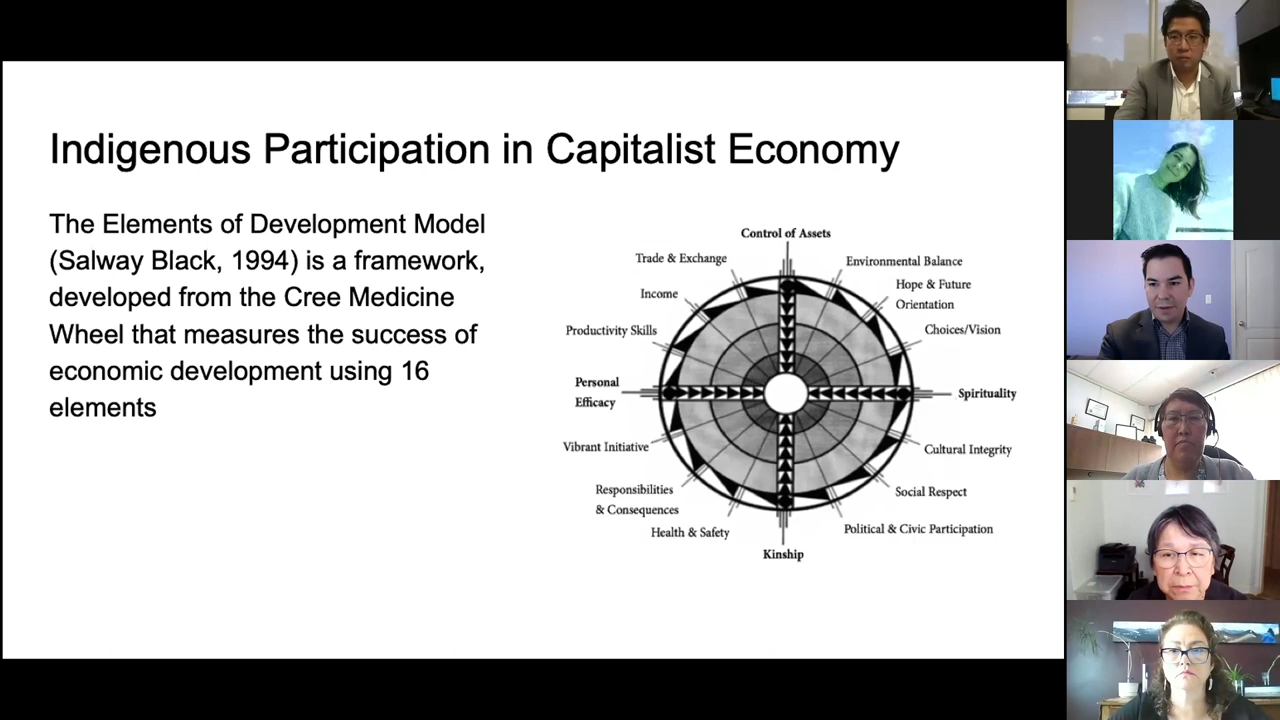 Indigenous Participation in Capitalist Economy
The Elements of Development Model
(Salway Black, 1994) is a framework,
developed from the Cree Medicine
Wheel that measures the success of
economic development using 16
elements
Control of Assets
Trade & Exchange
Environmental Balance
Income
Hope & Future
Orientation
Productivity Skills
Choices/Vision
Personal
Efficacy
Spirituality
Vibrant Initiative
Cultural Integrity
Responsibilities
& Consequences
Social Respect
Health & Safety
Political & Civic Participation
Kinship